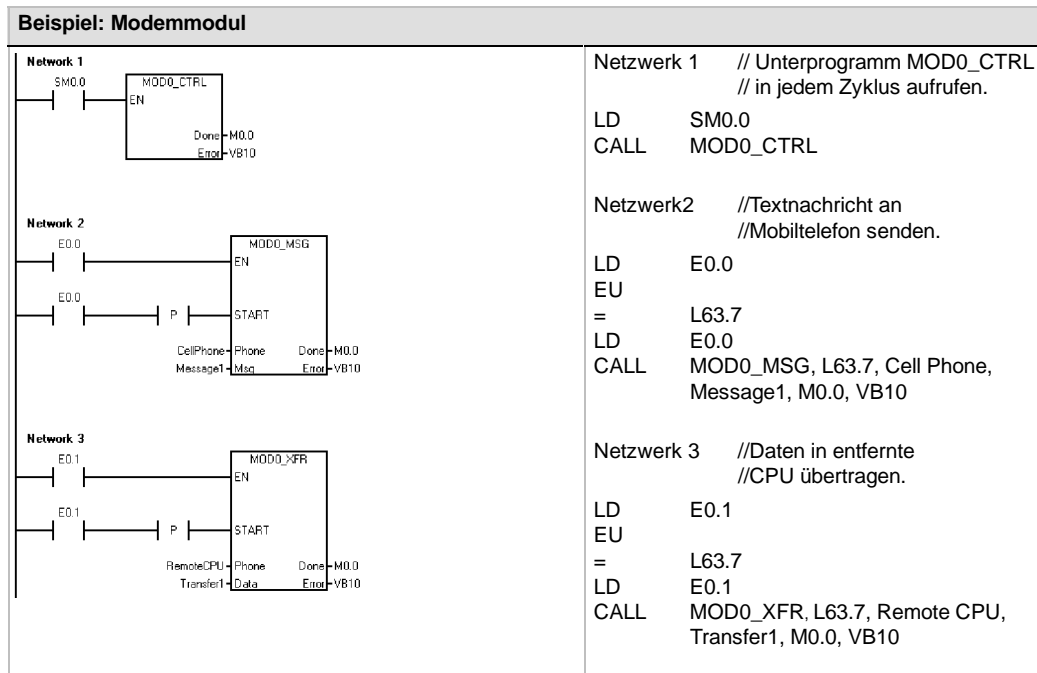 Beispiel: Modemmodul
Network 1
SM0.0
MOD0_CTRL
EN
Done M0.0
Error VB10
Network 2
E0.0
MOD0_MSG
EN
E0.0
P
START
CellPhone Phone Done M0.0
Message1 Msg Error VB10
Network 3
E0.1
MOD0_XFR
EN
E0.1
P
START
RemoteCPU Phone Done M0.0
Transfer1 Data Error VB10
Netzwerk 1 // Unterprogramm MOD0_CTRL
// in jedem Zyklus aufrufen.
LD SM0.0
CALL MOD0_CTRL
Netzwerk2 //Textnachricht an
//Mobiltelefon senden.
LD E0.0
EU
= L63.7
LD E0.0
CALL MOD0_MSG, L63.7, Cell Phone,
Message1, M0.0, VB10
Netzwerk 3 //Daten in entfernte
//CPU übertragen.
LD E0.1
EU
= L63.7
LD E0.1
CALL MOD0_XFR, L63.7, Remote CPU,
Transfer1, M0.0, VB10